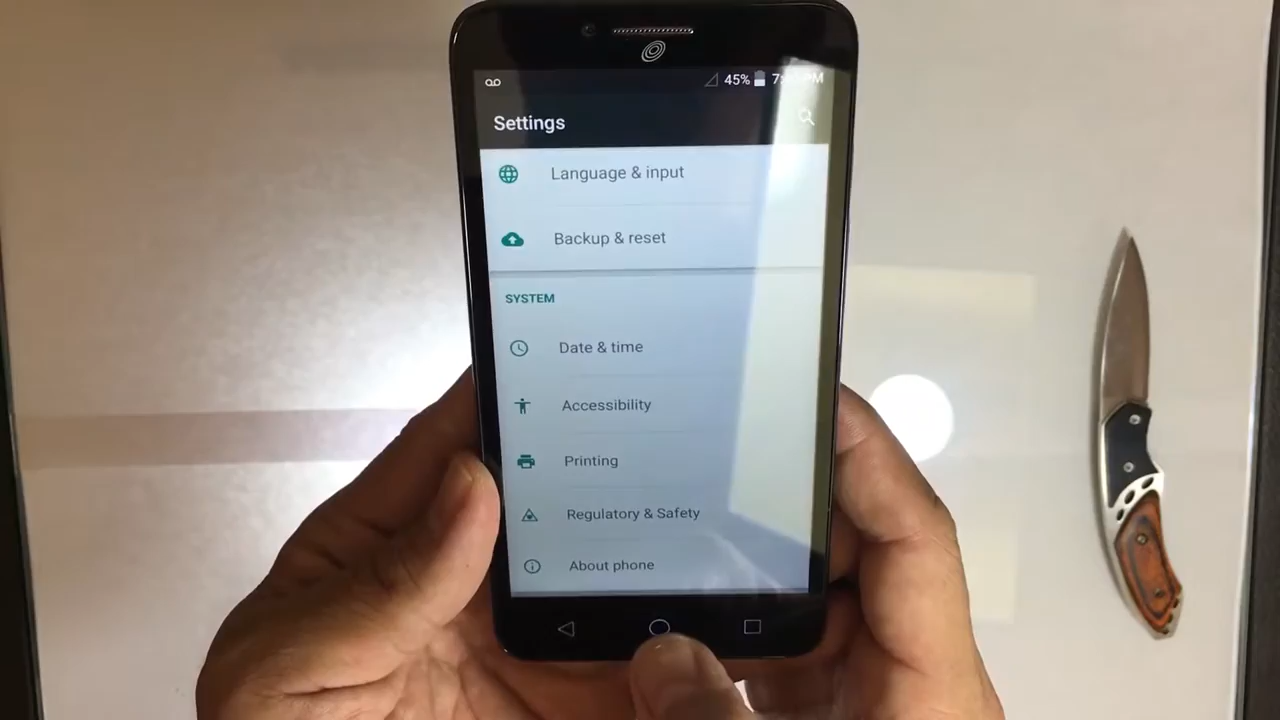 45%
Settings
Language & input
Backup & reset
SYSTEM
Date & time
Accessibility
Printing
Regulatory & Safety
About phone